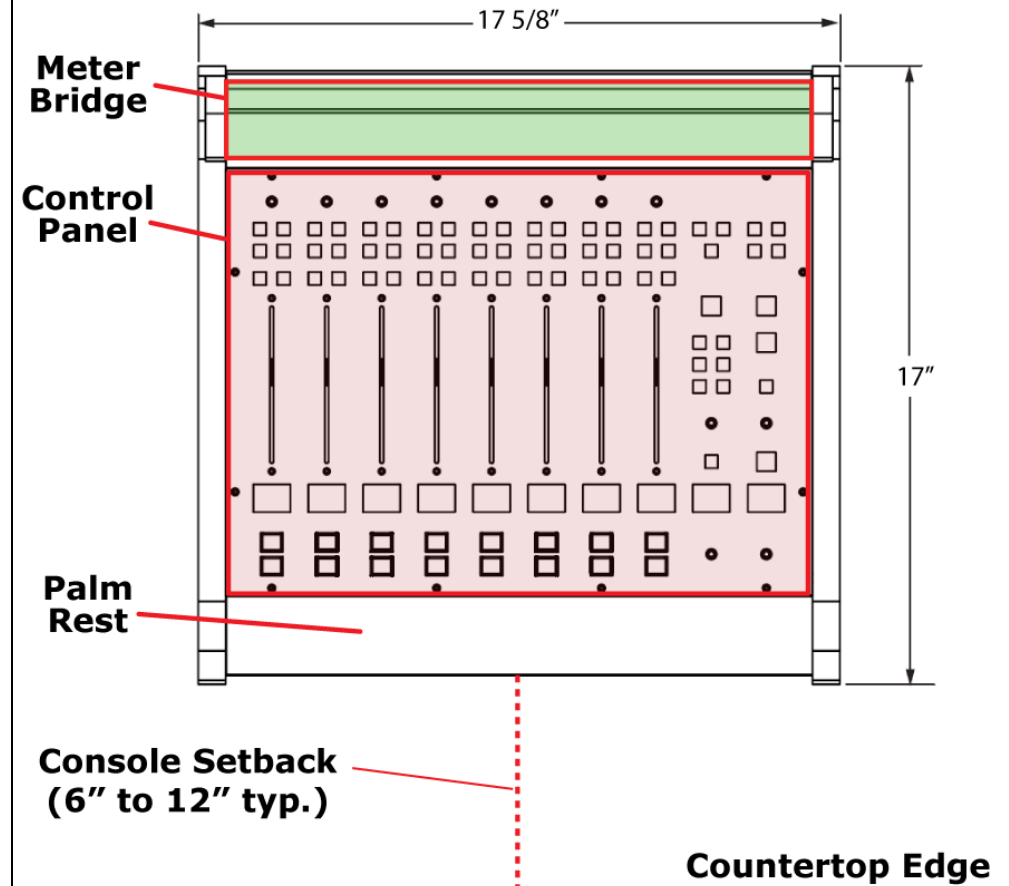 17 5/8”
Meter
Bridge
Control
Panel
17”
Palm
Rest
Console Setback
(6” to 12” typ.)
Countertop Edge